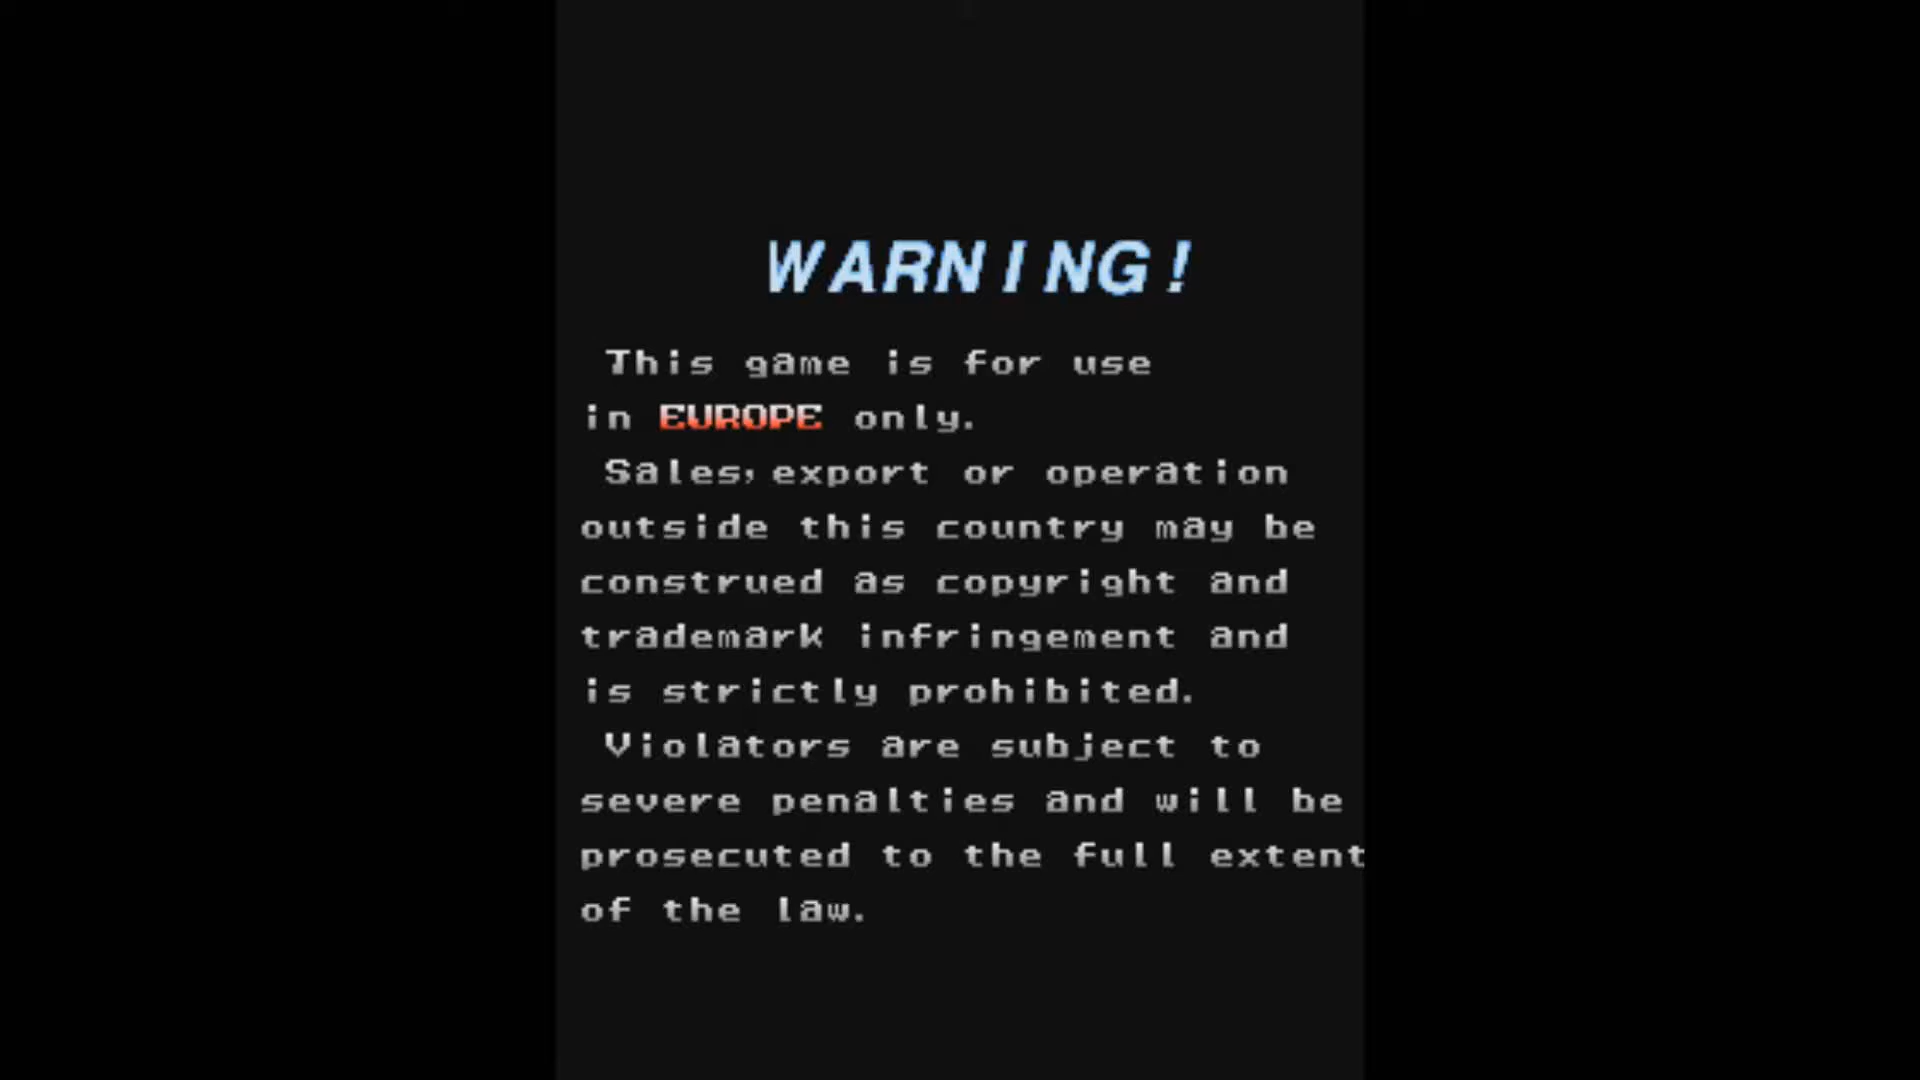 WARNING!
This game is for use
in EUROPE only.
Sales, export or operation
outside this country may be
construed as copyright and
trademark infringement and
is strictly prohibited.
Violators are subject to
severe penalties and will be
prosecuted to the full extent
of the law.